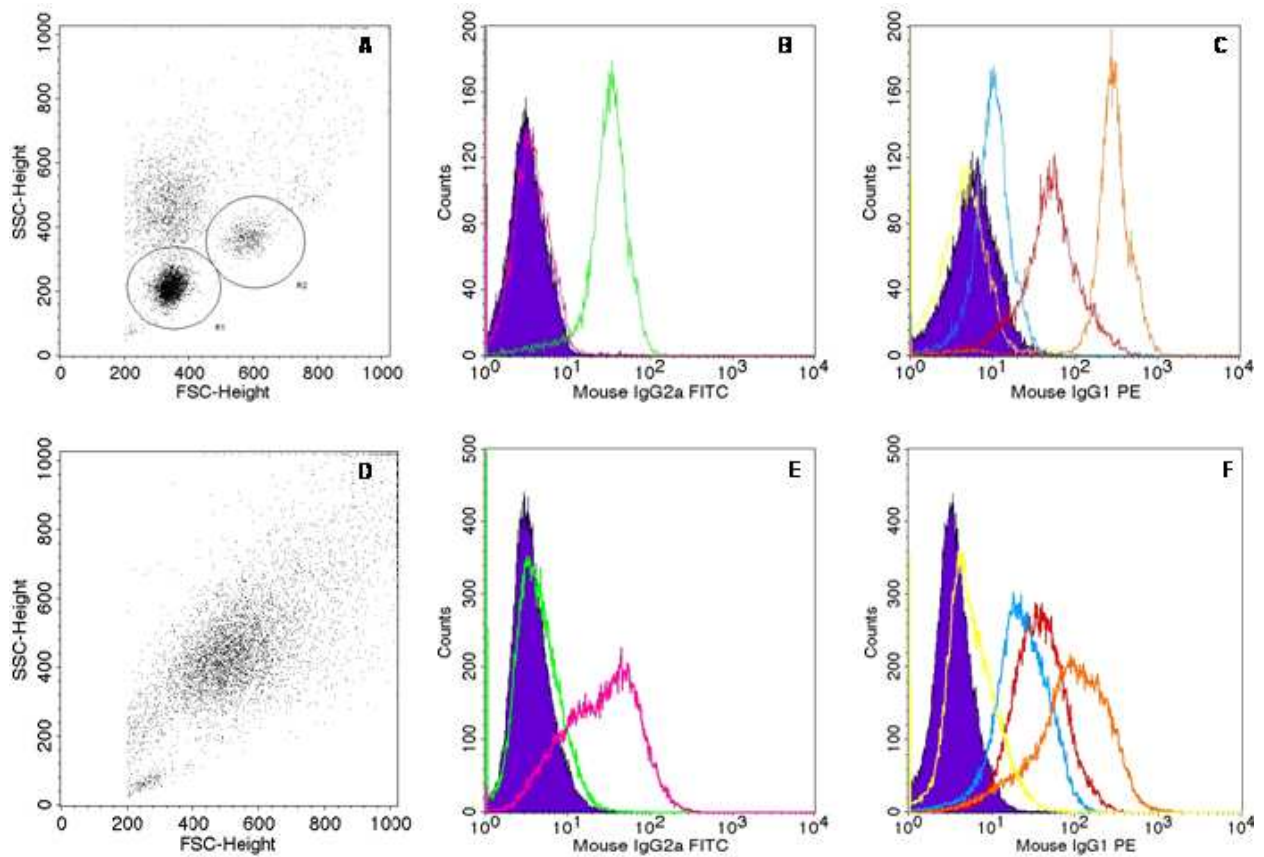 A
SSC-Height
0 200 400 600 800 1000
0 200 400 600 800 1000
FSC-Height
R1
R2
B
Counts
0 40 80 120 160 200
10^0 10^1 10^2 10^3 10^4
Mouse IgG2a FITC
C
Counts
0 40 80 120 160 200
10^0 10^1 10^2 10^3 10^4
Mouse IgG1 PE
D
SSC-Height
0 200 400 600 800 1000
0 200 400 600 800 1000
FSC-Height
E
Counts
0 100 200 300 400 500
10^0 10^1 10^2 10^3 10^4
Mouse IgG2a FITC
F
Counts
0 100 200 300 400 500
10^0 10^1 10^2 10^3 10^4
Mouse IgG1 PE